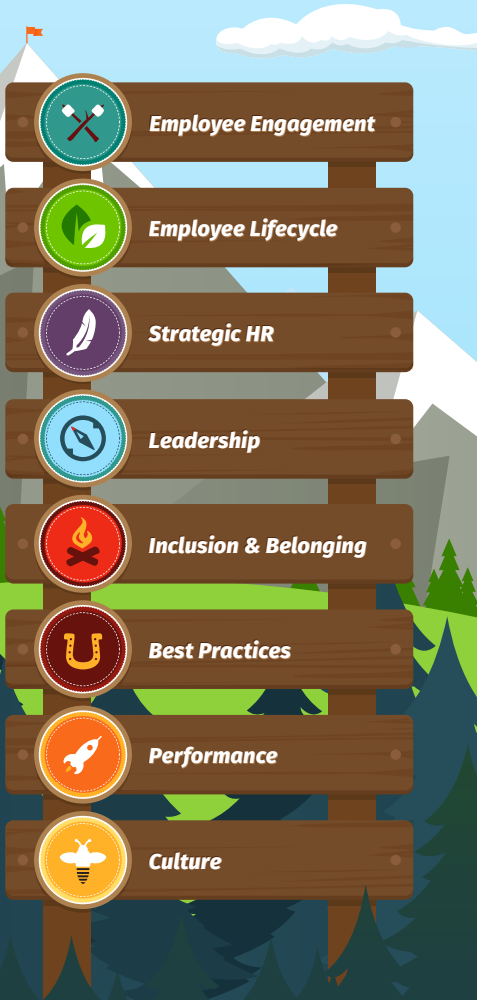 Employee Engagement
Employee Lifecycle
Strategic HR
Leadership
Inclusion & Belonging
Best Practices
Performance
Culture